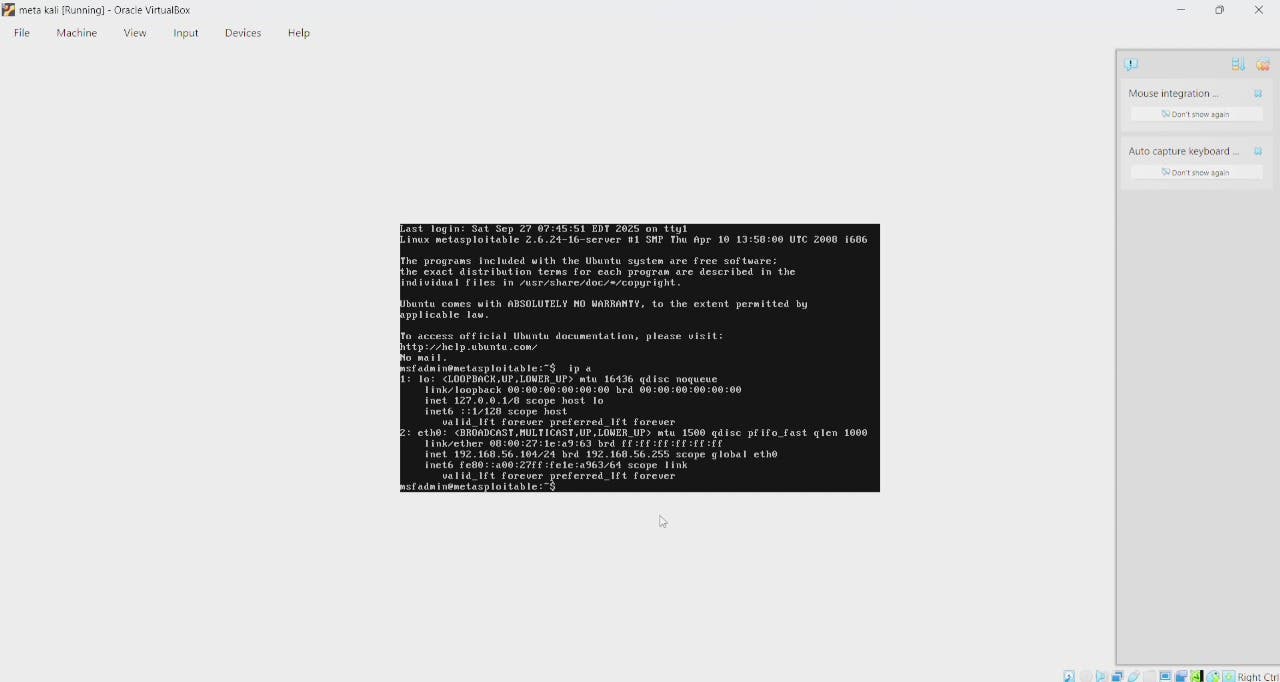 meta kali [Running] - Oracle VirtualBox
File Machine View Input Devices Help
Mouse integration ...
Don't show again
Auto capture keyboard ...
Don't show again
Last login: Sat Sep 27 07:45:51 EDT 2025 on tty1
Linux metasploitable 2.6.24-16-server #1 SMP Thu Apr 10 13:58:00 UTC 2008 i686
The programs included with the Ubuntu system are free software;
the exact distribution terms for each program are described in the
individual files in /usr/share/doc/*/copyright.
Ubuntu comes with ABSOLUTELY NO WARRANTY, to the extent permitted by
applicable law.
To access official Ubuntu documentation, please visit:
http://help.ubuntu.com/
No mail.
msfadmin@metasploitable:~$  ip a
1: lo: <LOOPBACK,UP,LOWER_UP> mtu 16436 qdisc noqueue
link/loopback 00:00:00:00:00:00 brd 00:00:00:00:00:00
inet 127.0.0.1/8 scope host lo
inet6 ::1/128 scope host
valid_lft forever preferred_lft forever
2: eth0: <BROADCAST,MULTICAST,UP,LOWER_UP> mtu 1500 qdisc pfifo_fast qlen 1000
link/ether 08:00:27:1e:a9:63 brd ff:ff:ff:ff:ff:ff
inet 192.168.56.104/24 brd 192.168.56.255 scope global eth0
inet6 fe80::a00:27ff:fe1e:a963/64 scope link
valid_lft forever preferred_lft forever
msfadmin@metasploitable:~$
Right Ctrl